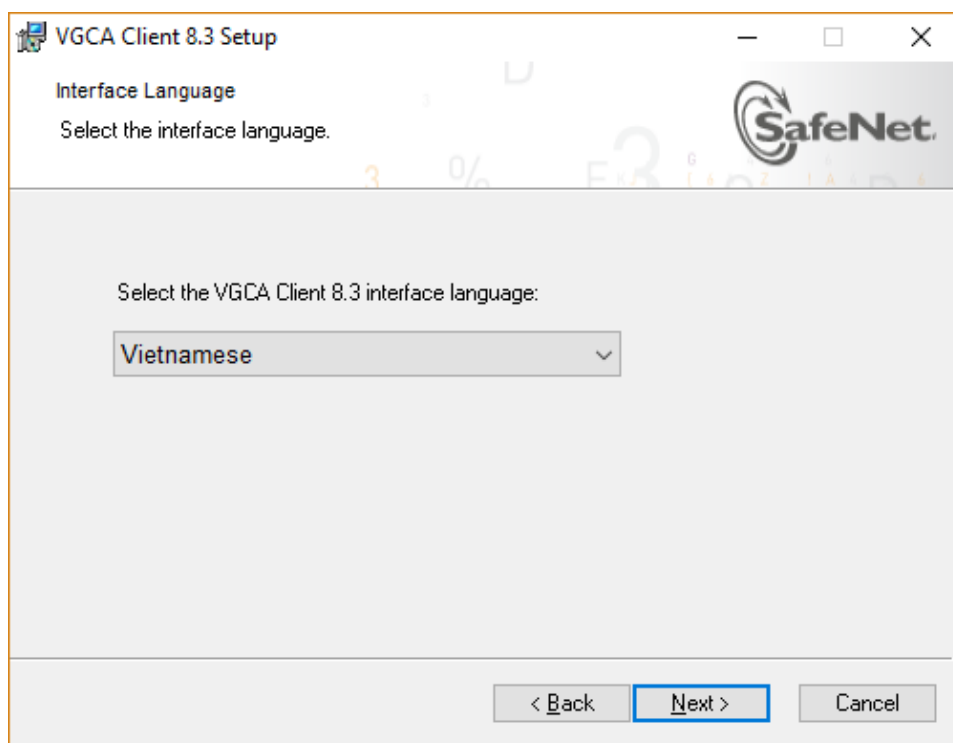 VGCA Client 8.3 Setup
Interface Language
Select the interface language.
SafeNet.
Select the VGCA Client 8.3 interface language:
Vietnamese
< Back
Next >
Cancel